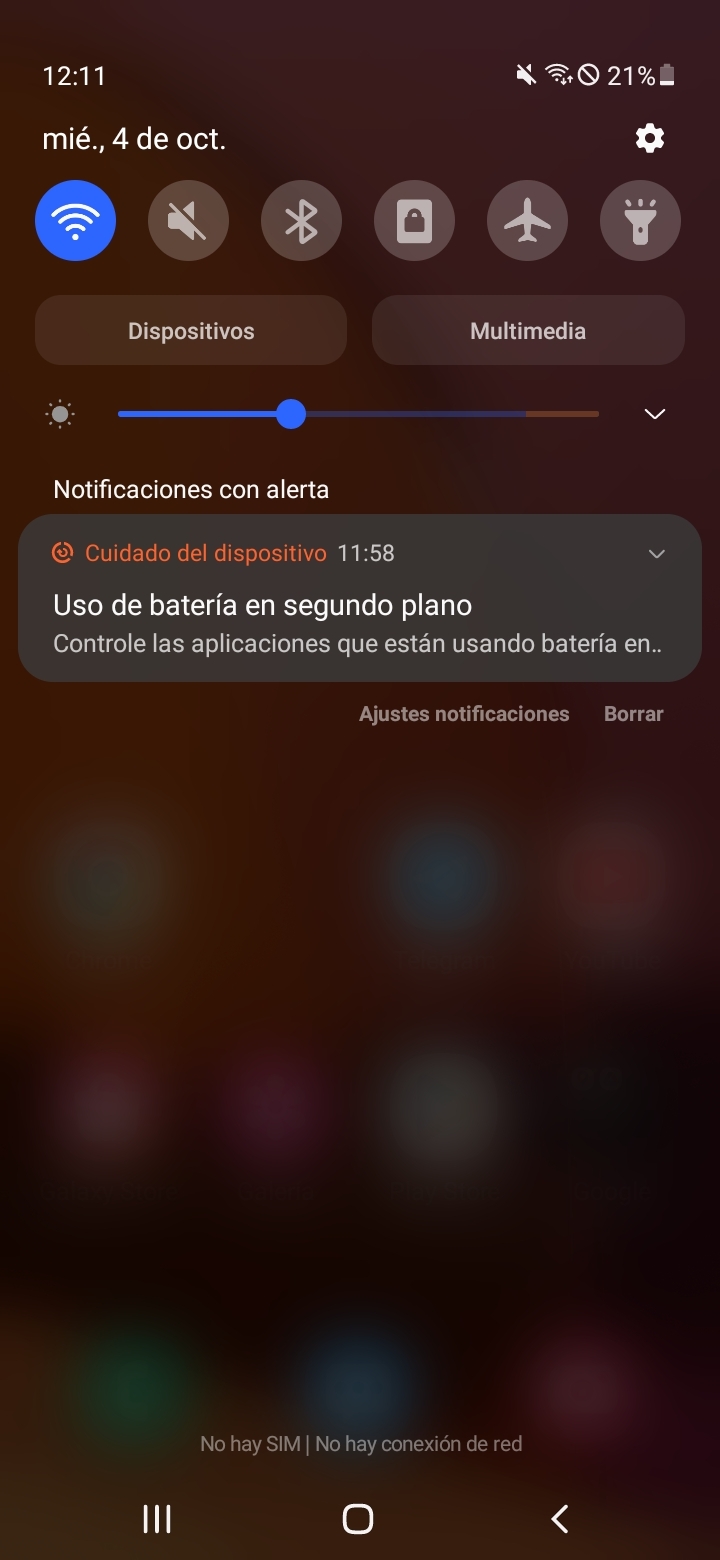 12:11
21%
mié., 4 de oct.
Dispositivos
Multimedia
Notificaciones con alerta
Cuidado del dispositivo 11:58
Uso de batería en segundo plano
Controle las aplicaciones que están usando batería en..
Ajustes notificaciones
Borrar
No hay SIM | No hay conexión de red